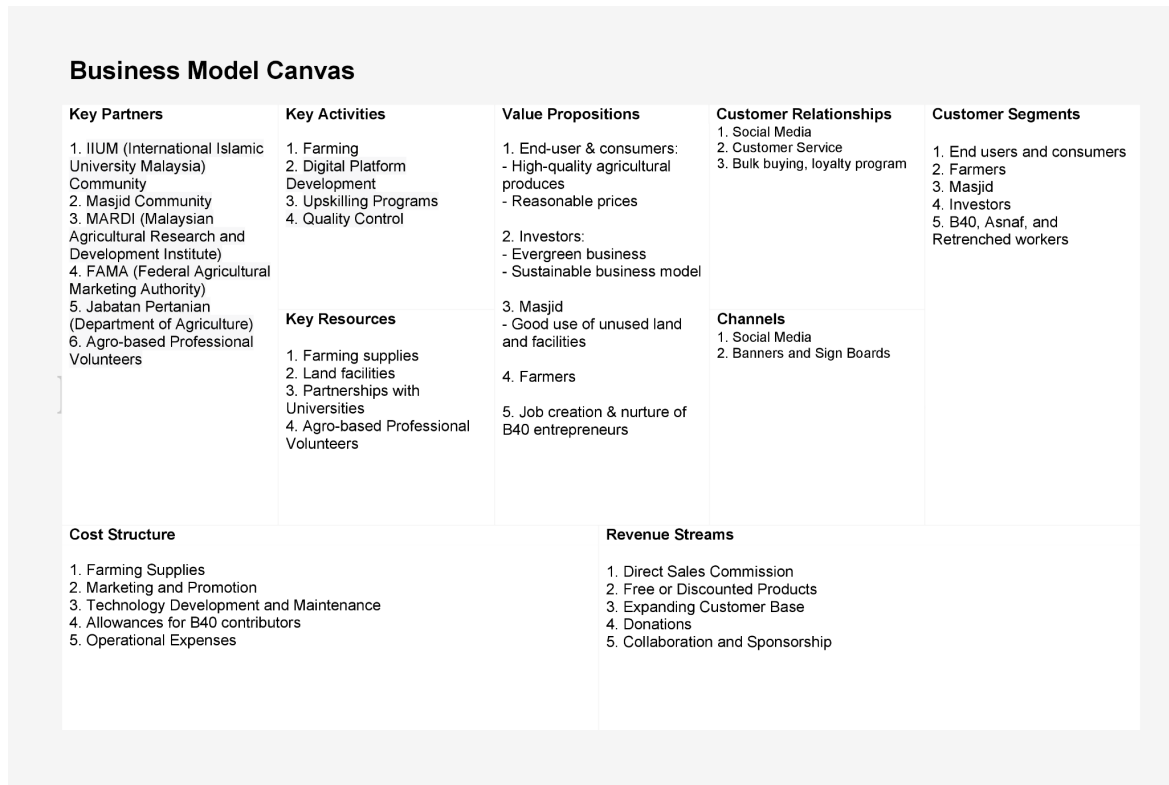 Business Model Canvas
Key Partners
1. IIUM (International Islamic
University Malaysia)
Community
2. Masjid Community
3. MARDI (Malaysian
Agricultural Research and
Development Institute)
4. FAMA (Federal Agricultural
Marketing Authority)
5. Jabatan Pertanian
(Department of Agriculture)
6. Agro-based Professional
Volunteers
Key Activities
1. Farming
2. Digital Platform
Development
3. Upskilling Programs
4. Quality Control
Key Resources
1. Farming supplies
2. Land facilities
3. Partnerships with
Universities
4. Agro-based Professional
Volunteers
Value Propositions
1. End-user & consumers:
- High-quality agricultural
produces
- Reasonable prices
2. Investors:
- Evergreen business
- Sustainable business model
3. Masjid
- Good use of unused land
and facilities
4. Farmers
5. Job creation & nurture of
B40 entrepreneurs
Customer Relationships
1. Social Media
2. Customer Service
3. Bulk buying, loyalty program
Channels
1. Social Media
2. Banners and Sign Boards
Customer Segments
1. End users and consumers
2. Farmers
3. Masjid
4. Investors
5. B40, Asnaf, and
Retrenched workers
Cost Structure
1. Farming Supplies
2. Marketing and Promotion
3. Technology Development and Maintenance
4. Allowances for B40 contributors
5. Operational Expenses
Revenue Streams
1. Direct Sales Commission
2. Free or Discounted Products
3. Expanding Customer Base
4. Donations
5. Collaboration and Sponsorship